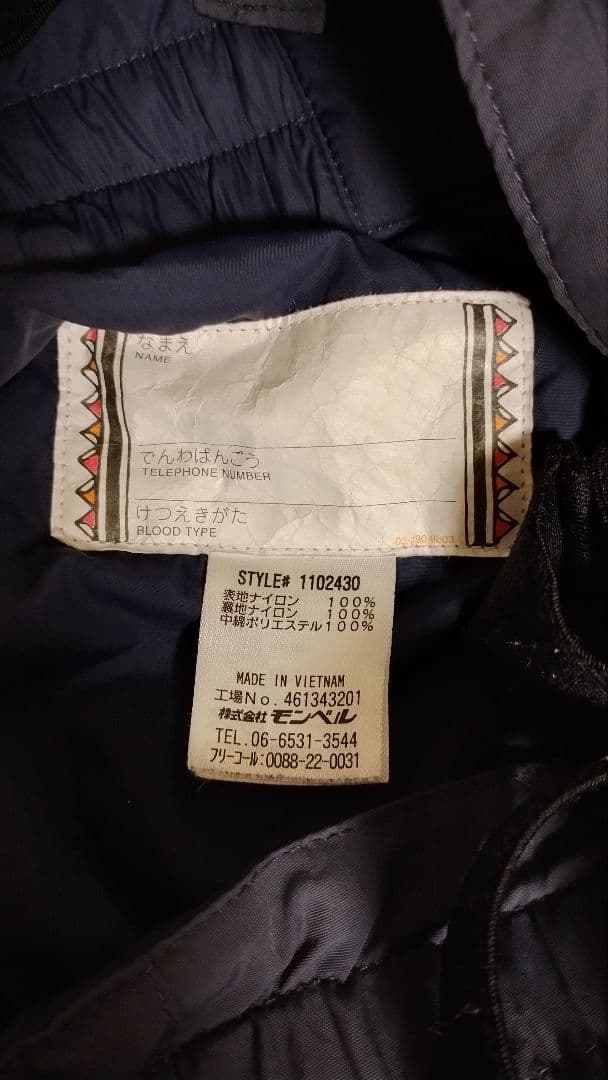 なまえ
NAME
でんわばんごう
TELEPHONE NUMBER
けつえきがた
BLOOD TYPE
02-190-9603
STYLE# 1102430
表地ナイロン 100%
裏地ナイロン 100%
中綿ポリエステル100%
MADE IN VIETNAM
工場No. 461343201
株式会社 モンベル
TEL.06-6531-3544
フリーコール:0088-22-0031